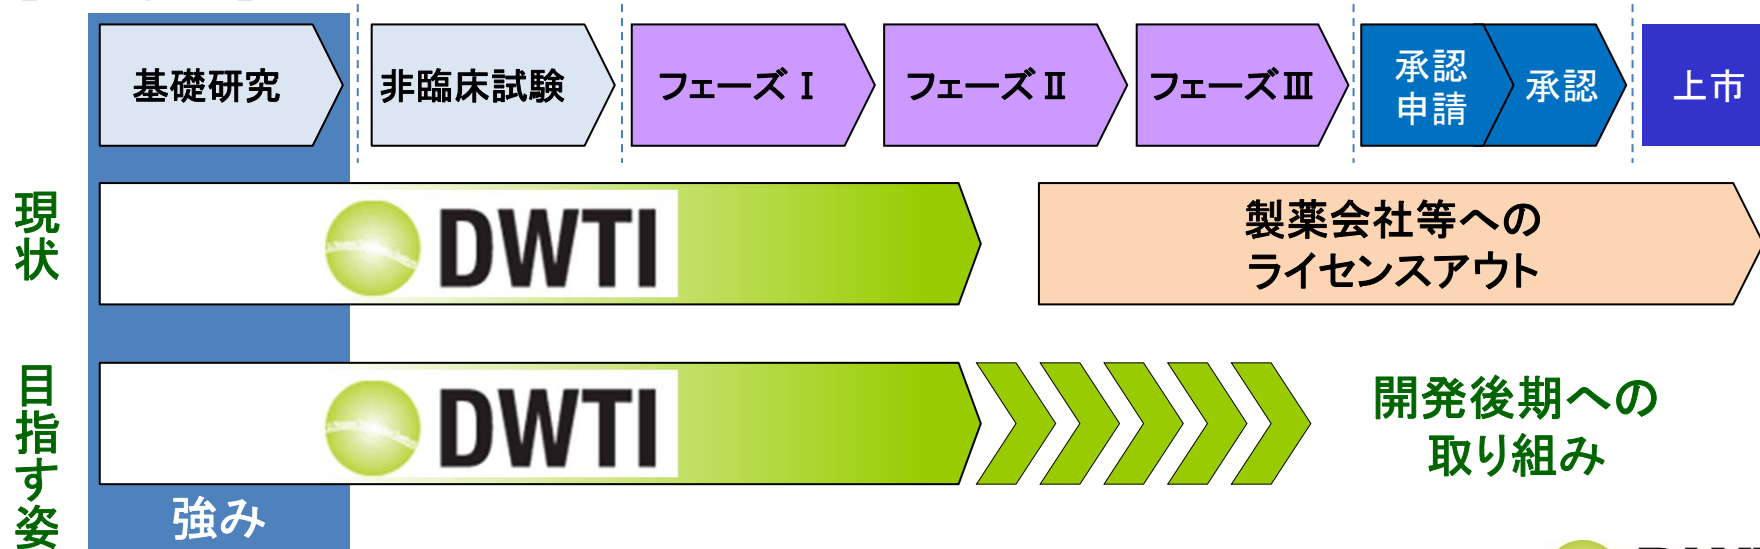 基礎研究
非臨床試験
フェーズ Ⅰ
フェーズ Ⅱ
フェーズ Ⅲ
承認
申請
承認
上市
現状
DWTI
製薬会社等への
ライセンスアウト
目指す姿
DWTI
開発後期への
取り組み
強み